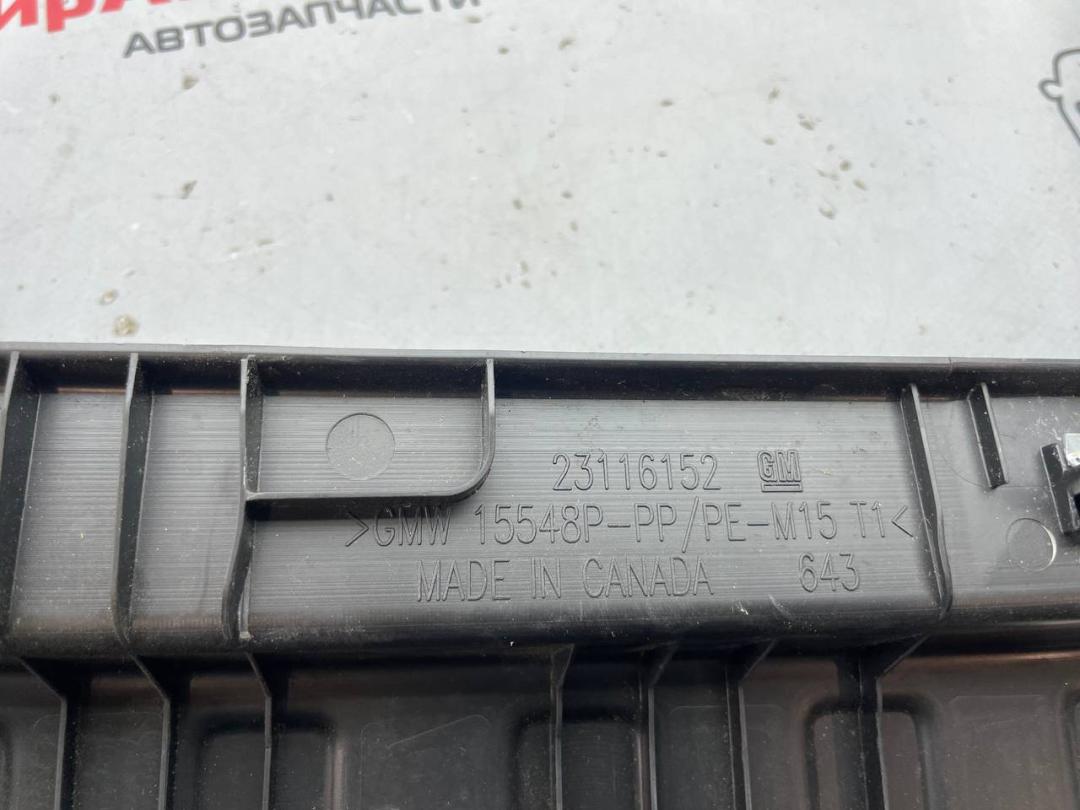 АВТОЗАПЧАСТИ
23116152 GM
>GMW 15548P-PP/PE-M15 T1<
MADE IN CANADA 643